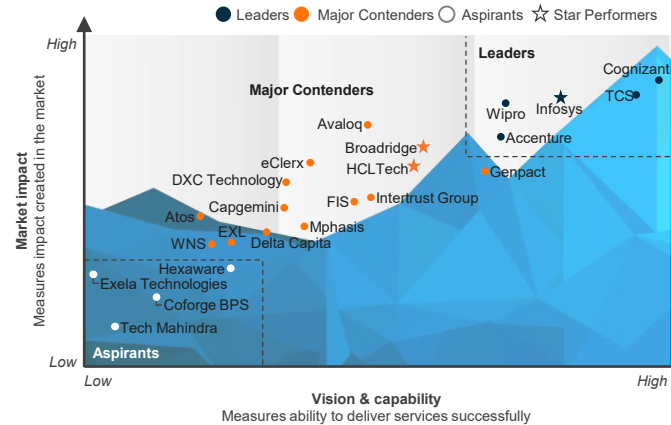 Leaders Major Contenders Aspirants Star Performers
High
Leaders
Cognizant
Major Contenders
TCS
Infosys
Wipro
Avaloq
Accenture
Broadridge
eClerx
HCLTech
Genpact
DXC Technology
FIS
Intertrust Group
Capgemini
Atos
Mphasis
EXL
WNS
Delta Capita
Hexaware
Exela Technologies
Coforge BPS
Tech Mahindra
Aspirants
Market impact
Measures impact created in the market
Low
Low
High
Vision & capability
Measures ability to deliver services successfully